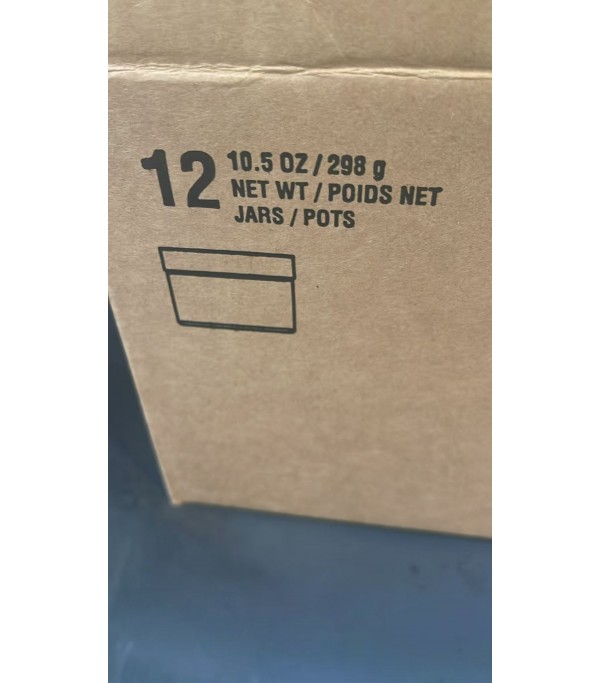 12 10.5 OZ / 298 g
NET WT / POIDS NET
JARS / POTS